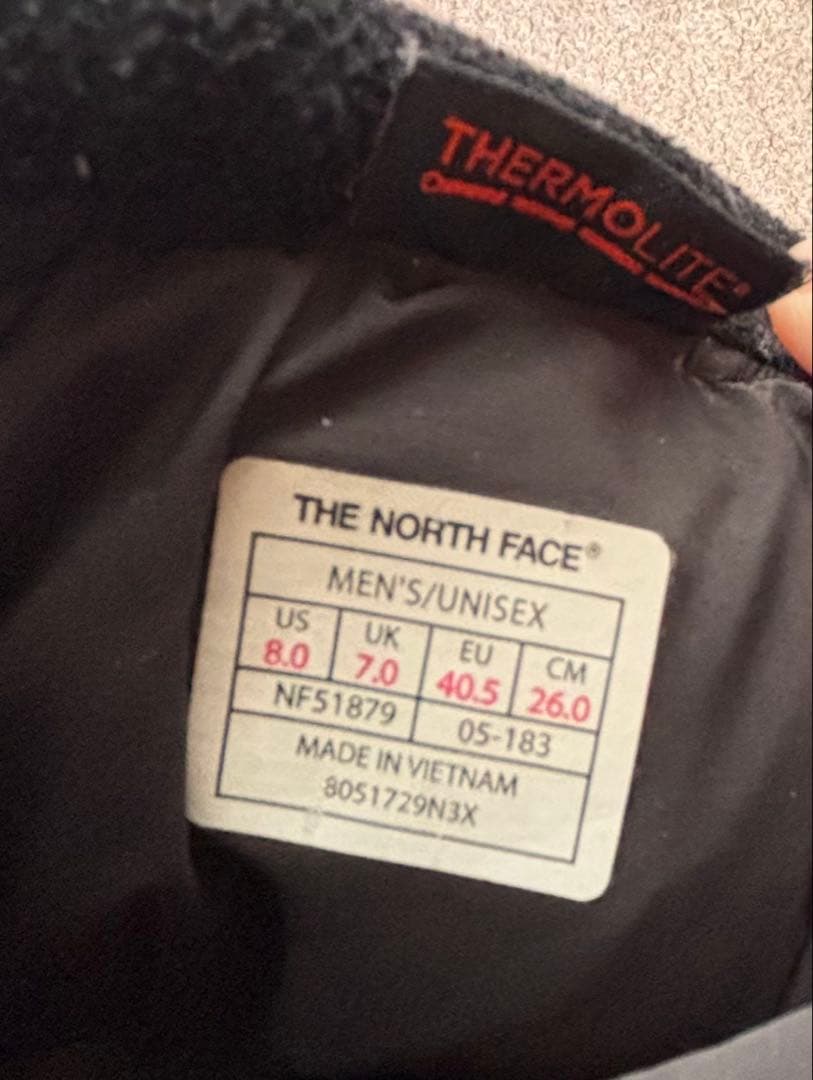 THERMOLITE®
THE NORTH FACE®
MEN'S/UNISEX
US UK EU CM
8.0 7.0 40.5 26.0
NF51879 05-183
MADE IN VIETNAM
8051729N3X